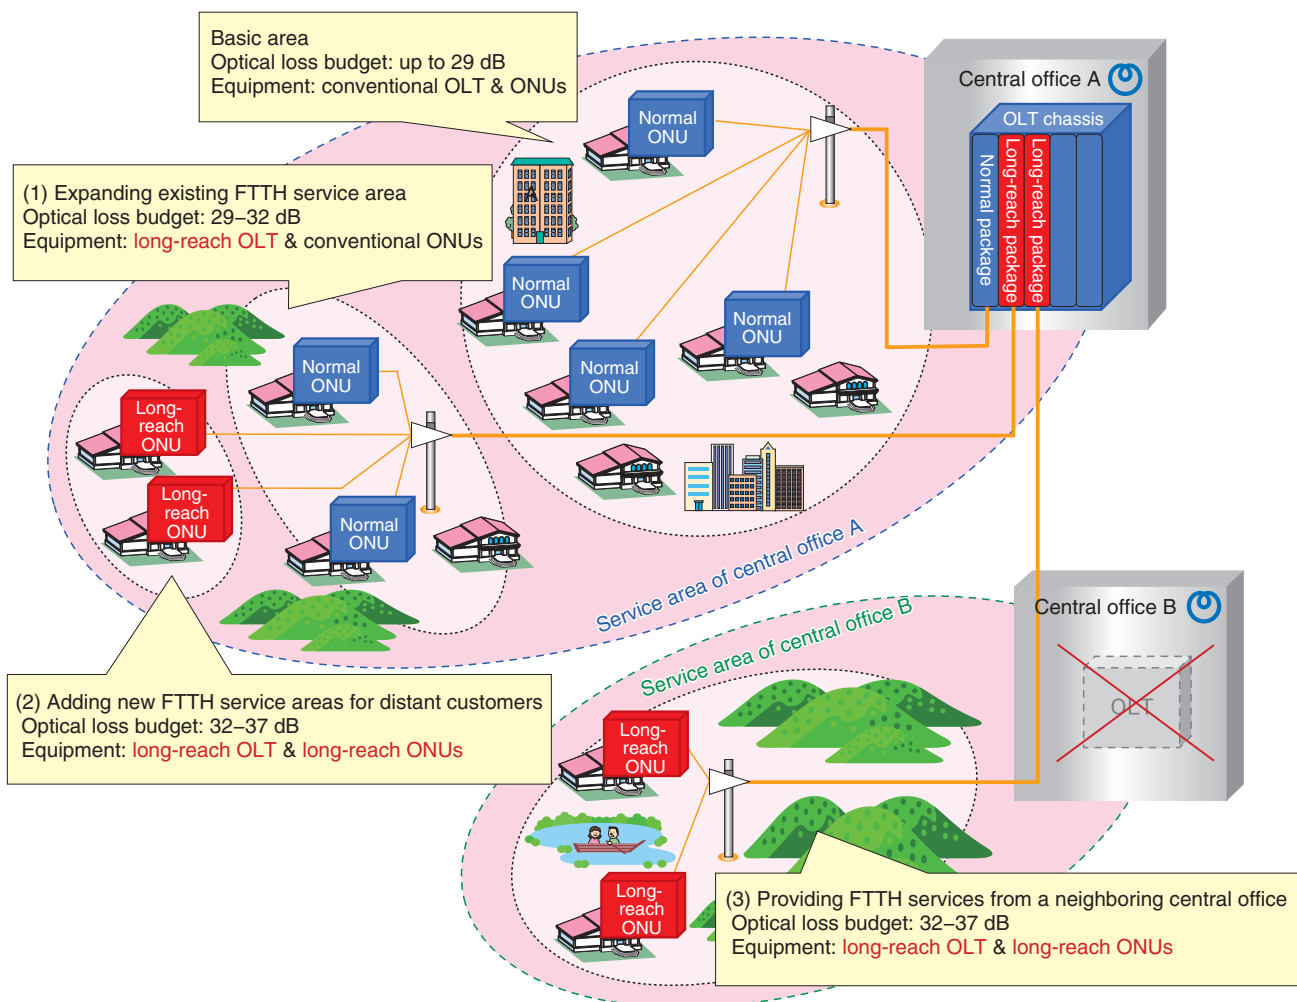 Basic area
Optical loss budget: up to 29 dB
Equipment: conventional OLT & ONUs
Central office A
OLT chassis
Normal package
Long-reach package
Long-reach package
Normal
ONU
A
(1) Expanding existing FTTH service area
Optical loss budget: 29–32 dB
Equipment: long-reach OLT & conventional ONUs
Normal
ONU
Normal
ONU
Normal
ONU
Normal
ONU
Long-
reach
ONU
Long-
reach
ONU
Normal
ONU
Service area of central office A
Central office B
OLT
Service area of central office B
(2) Adding new FTTH service areas for distant customers
Optical loss budget: 32–37 dB
Equipment: long-reach OLT & long-reach ONUs
Long-
reach
ONU
Long-
reach
ONU
(3) Providing FTTH services from a neighboring central office
Optical loss budget: 32–37 dB
Equipment: long-reach OLT & long-reach ONUs